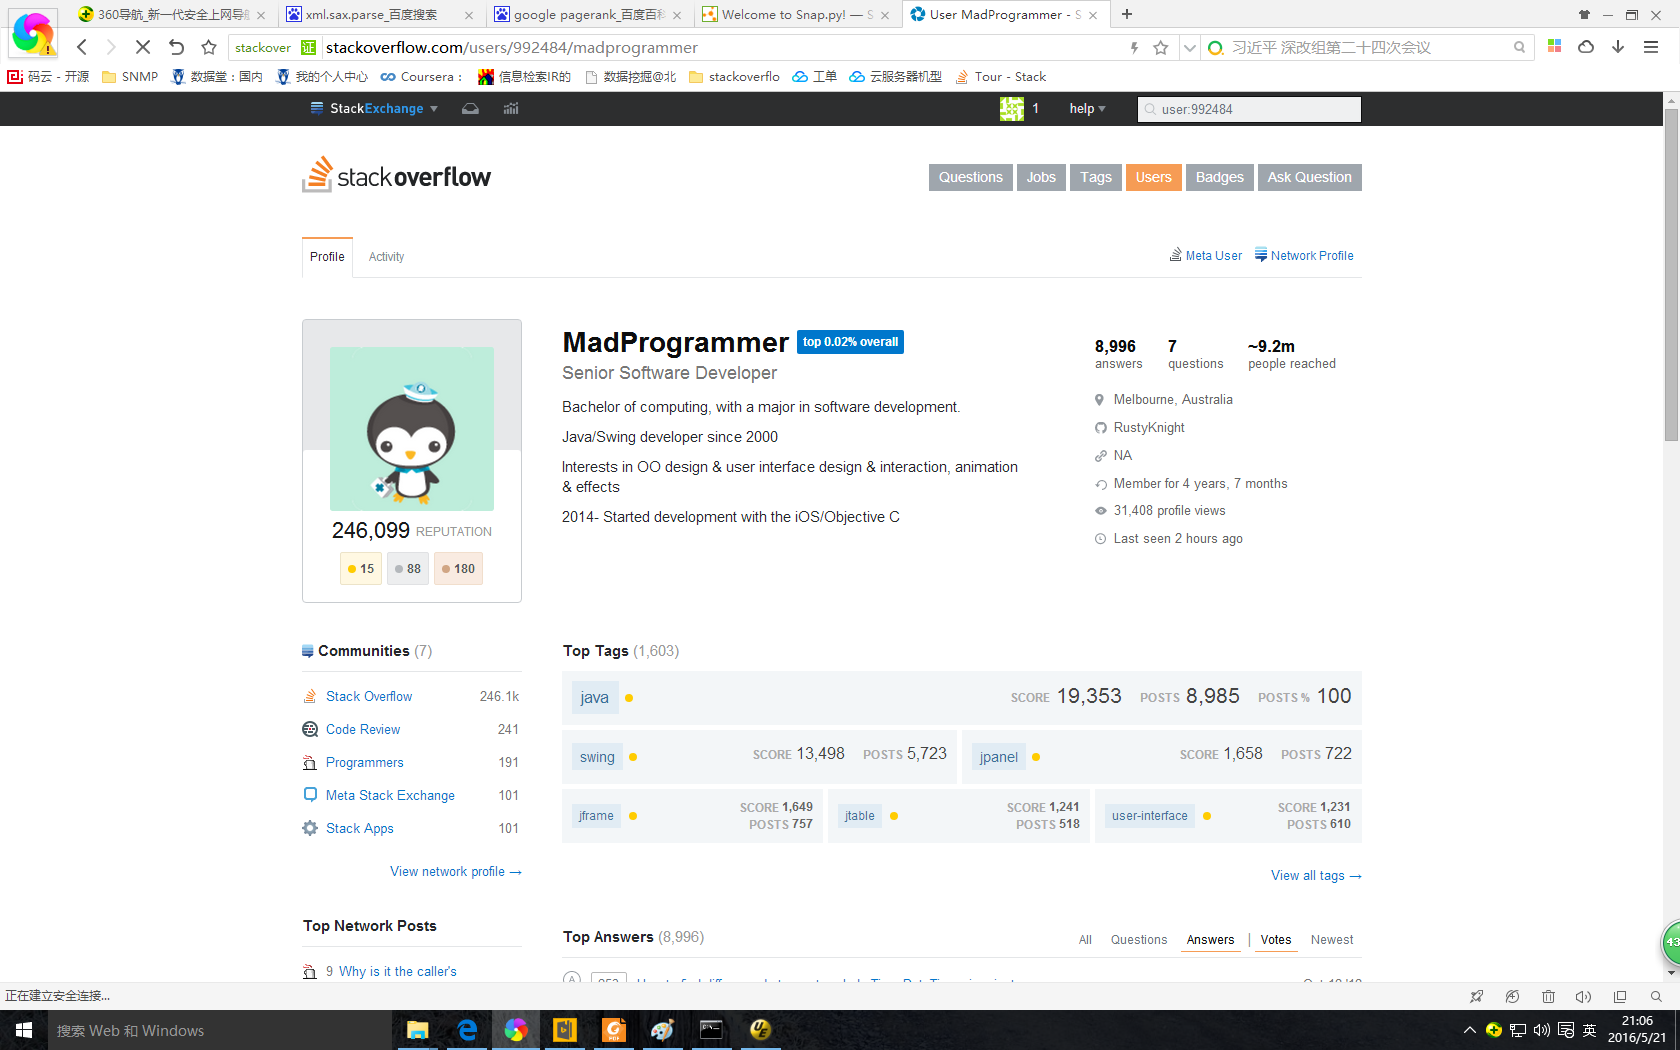 360导航_新一代安全上网导航
xml.sax.parse_百度搜索
google pagerank_百度百科
Welcome to Snap.py! — S
User MadProgrammer - S
stackover 证 stackoverflow.com/users/992484/madprogrammer
习近平 深改组第二十四次会议
码云 - 开源 SNMP 数据堂：国内 我的个人中心 Coursera： 信息检索IR的 数据挖掘@北 stackoverflo 工单 云服务器机型 Tour - Stack
StackExchange 1 help user:992484
stackoverflow
Questions Jobs Tags Users Badges Ask Question
Profile Activity Meta User Network Profile
MadProgrammer top 0.02% overall
Senior Software Developer
Bachelor of computing, with a major in software development.
Java/Swing developer since 2000
Interests in OO design & user interface design & interaction, animation
& effects
2014- Started development with the iOS/Objective C
8,996 7 ~9.2m
answers questions people reached
Melbourne, Australia
RustyKnight
NA
Member for 4 years, 7 months
31,408 profile views
Last seen 2 hours ago
246,099 REPUTATION
15 88 180
Communities (7)
Stack Overflow 246.1k
Code Review 241
Programmers 191
Meta Stack Exchange 101
Stack Apps 101
View network profile →
Top Network Posts
9 Why is it the caller's
Top Tags (1,603)
java SCORE 19,353 POSTS 8,985 POSTS % 100
swing SCORE 13,498 POSTS 5,723
jpanel SCORE 1,658 POSTS 722
jframe SCORE 1,649
POSTS 757
jtable SCORE 1,241
POSTS 518
user-interface SCORE 1,231
POSTS 610
View all tags →
Top Answers (8,996) All Questions Answers Votes Newest
43
正在建立安全连接...
搜索 Web 和 Windows
英
21:06
2016/5/21